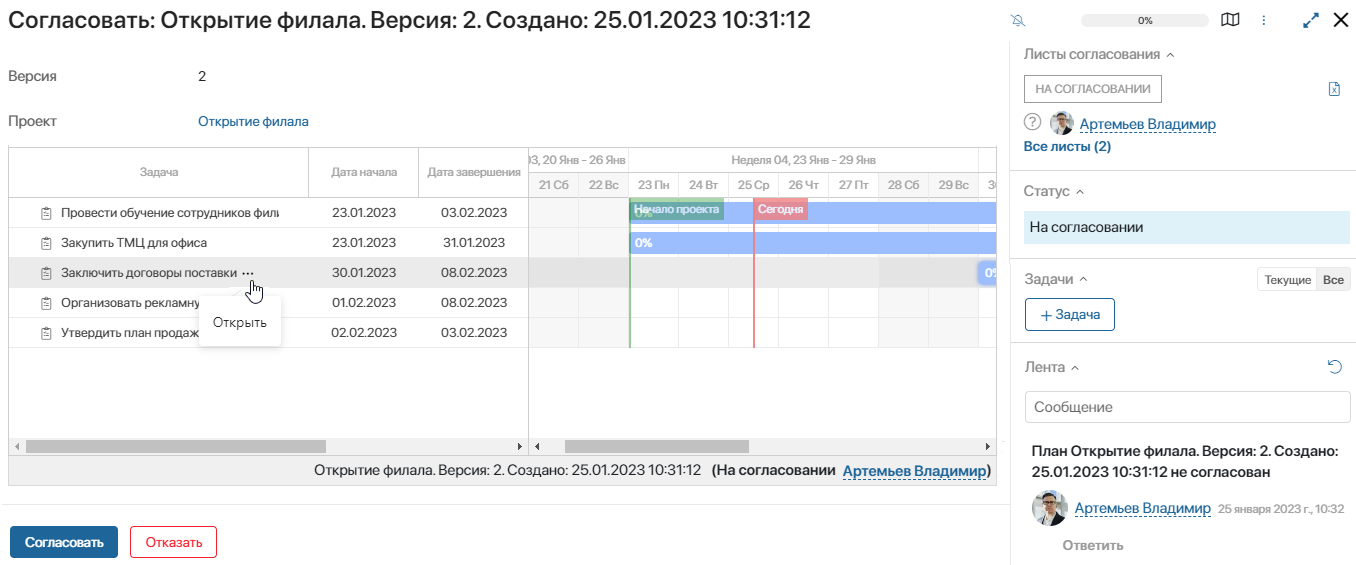 Согласовать: Открытие филала. Версия: 2. Создано: 25.01.2023 10:31:12
0%
Версия 2
Проект Открытие филала
Задача Дата начала Дата завершения
03, 20 Янв - 26 Янв Неделя 04, 23 Янв - 29 Янв
21 Сб 22 Вс 23 Пн 24 Вт 25 Ср 26 Чт 27 Пт 28 Сб 29 Вс
Провести обучение сотрудников фили 23.01.2023 03.02.2023 0% Начало проекта Сегодня
Закупить ТМЦ для офиса 23.01.2023 31.01.2023 0%
Заключить договоры поставки ... 30.01.2023 08.02.2023
Организовать рекламну 01.02.2023 08.02.2023
Открыть
Утвердить план продаж 02.02.2023 03.02.2023
Открытие филала. Версия: 2. Создано: 25.01.2023 10:31:12 (На согласовании Артемьев Владимир)
Согласовать Отказать
Листы согласования
НА СОГЛАСОВАНИИ
? Артемьев Владимир
Все листы (2)
Статус
На согласовании
Задачи Текущие Все
+ Задача
Лента
Сообщение
План Открытие филала. Версия: 2. Создано:
25.01.2023 10:31:12 не согласован
Артемьев Владимир 25 января 2023 г., 10:32
Ответить